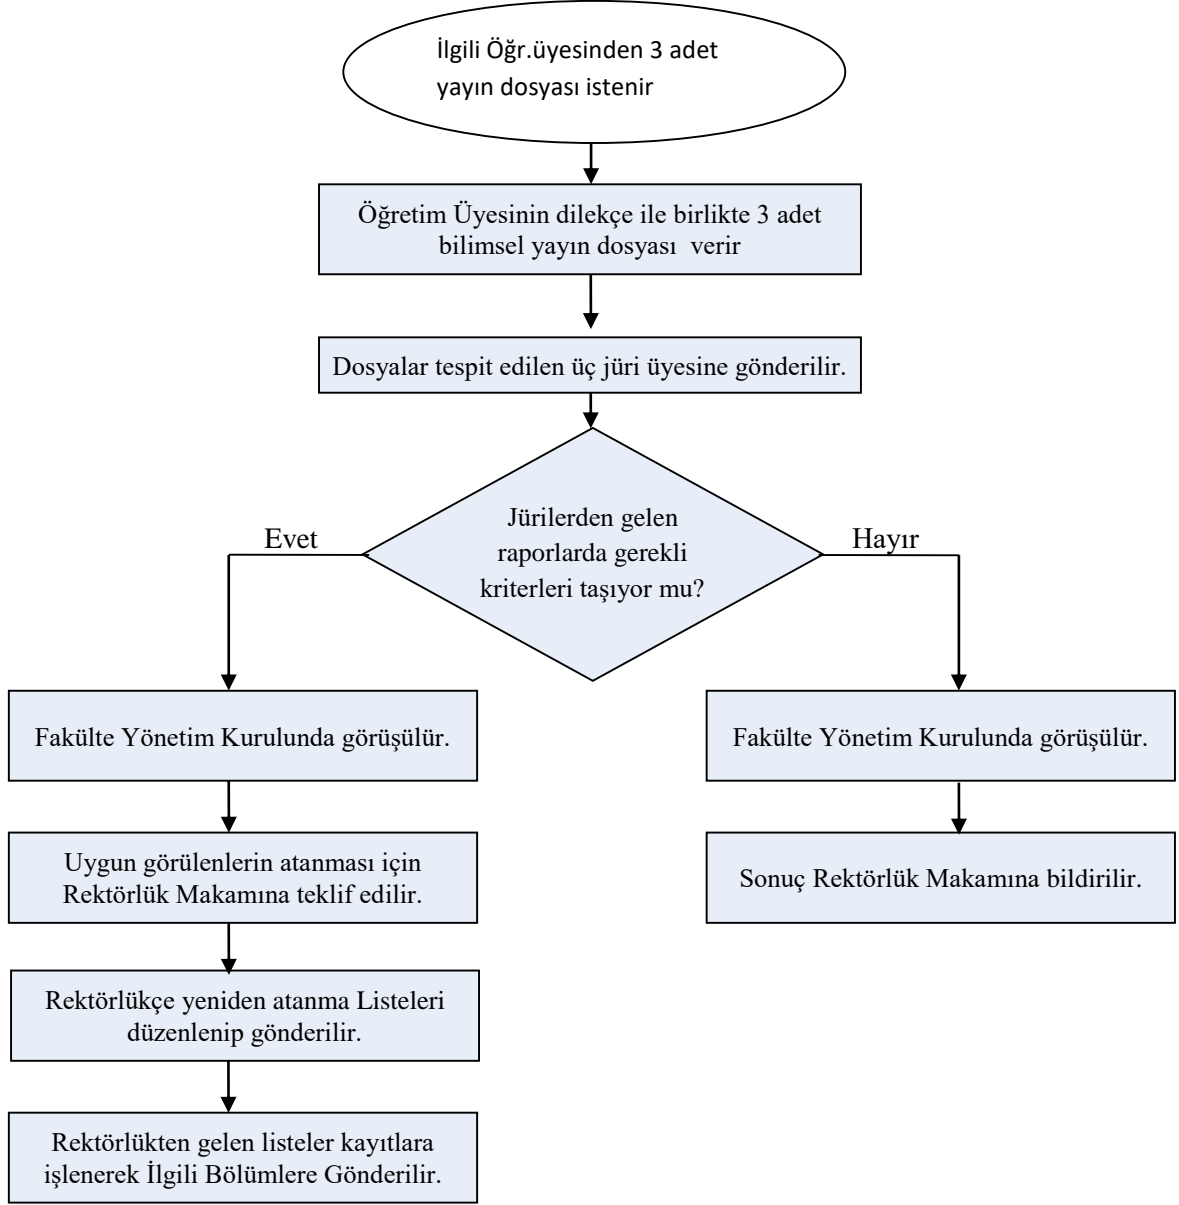 İlgili Öğr.üyesinden 3 adet
yayın dosyası istenir
Öğretim Üyesinin dilekçe ile birlikte 3 adet
bilimsel yayın dosyası  verir
Dosyalar tespit edilen üç jüri üyesine gönderilir.
Jürilerden gelen
raporlarda gerekli
kriterleri taşıyor mu?
Evet
Hayır
Fakülte Yönetim Kurulunda görüşülür.
Uygun görülenlerin atanması için
Rektörlük Makamına teklif edilir.
Rektörlükçe yeniden atanma Listeleri
düzenlenip gönderilir.
Rektörlükten gelen listeler kayıtlara
işlenerek İlgili Bölümlere Gönderilir.
Fakülte Yönetim Kurulunda görüşülür.
Sonuç Rektörlük Makamına bildirilir.